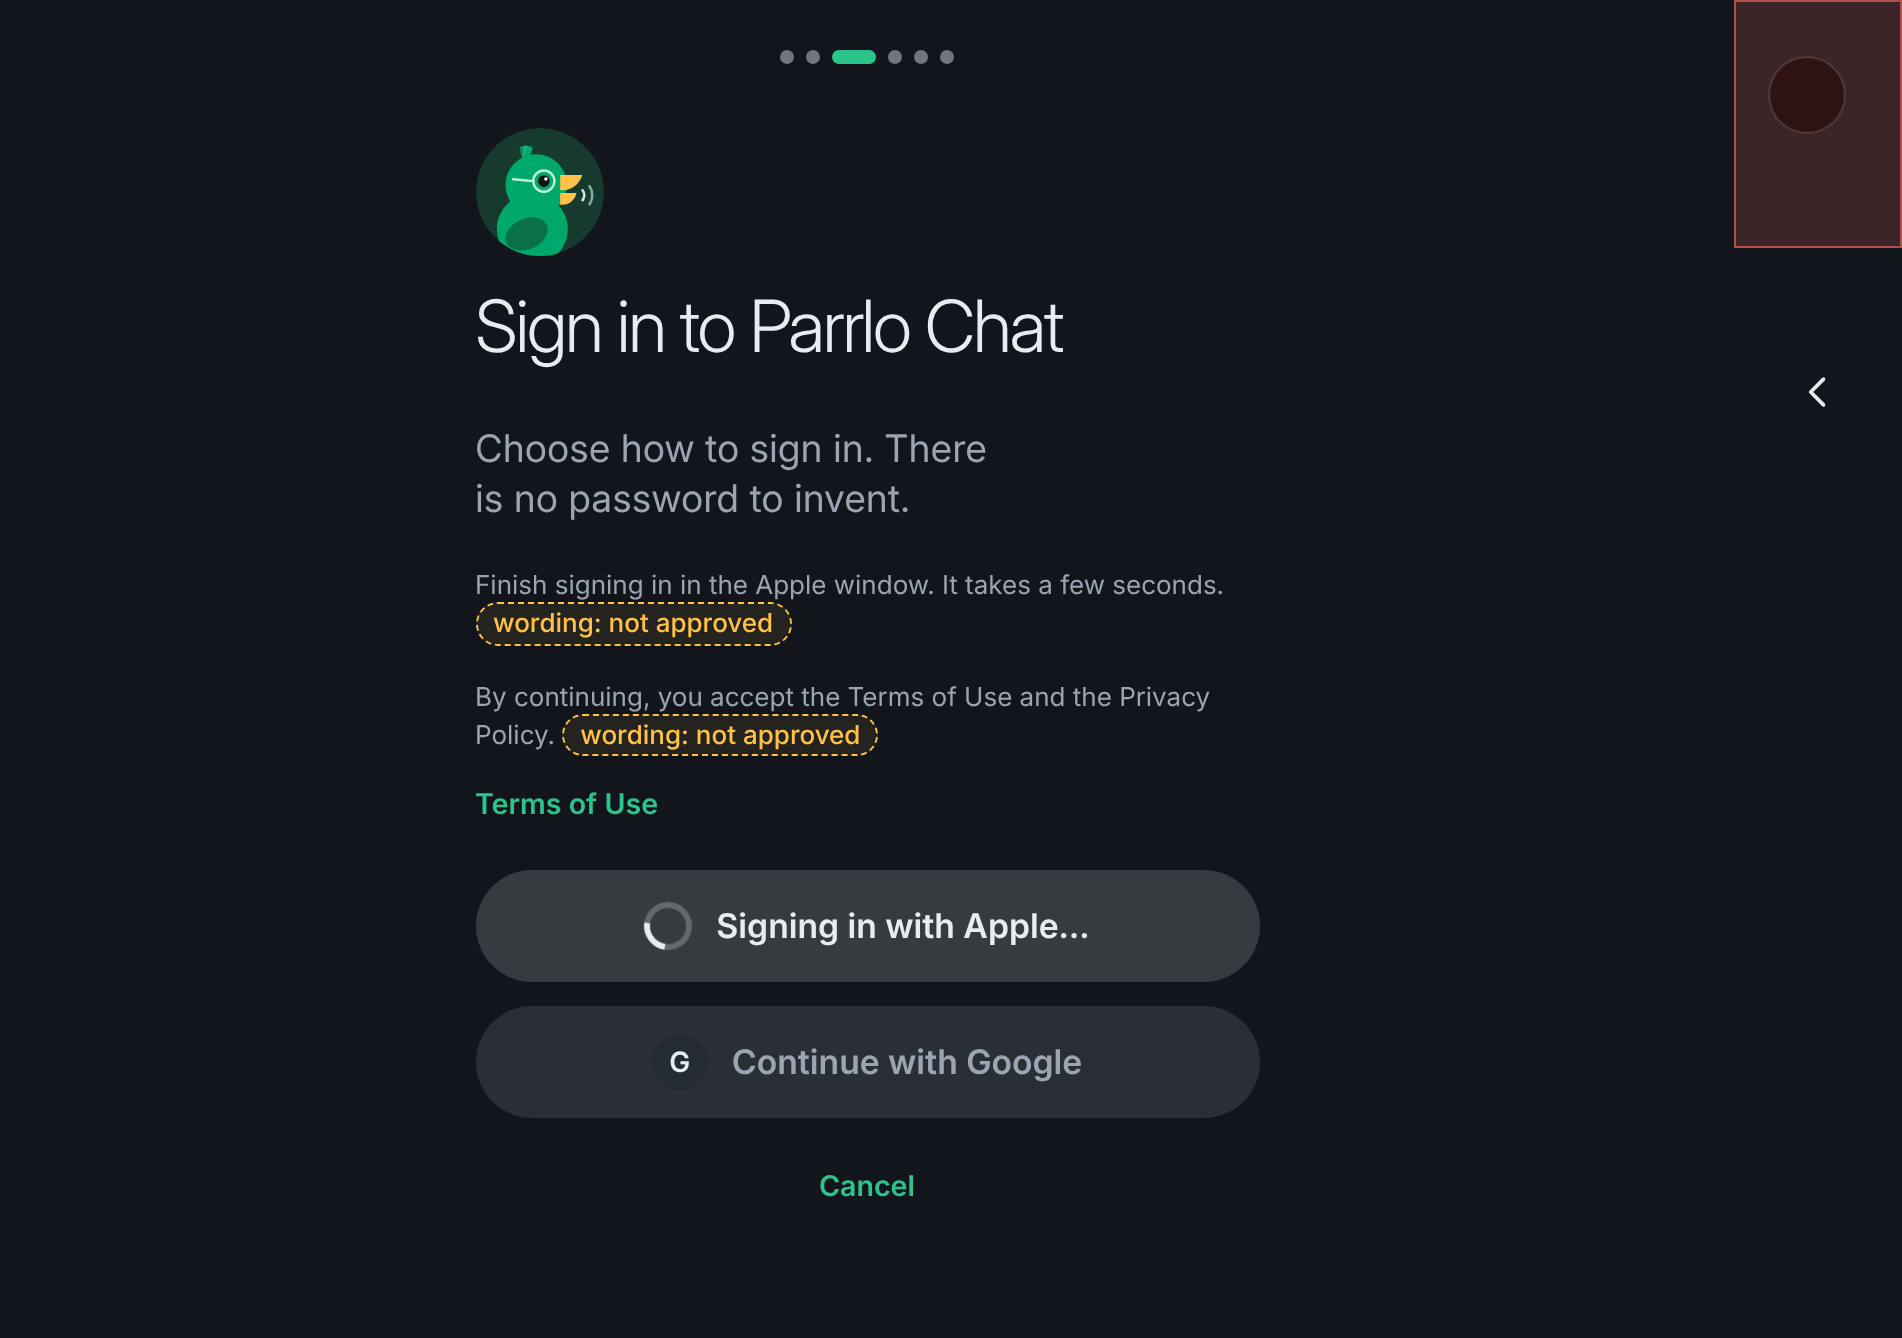 Sign in to Parrlo Chat
Choose how to sign in. There
is no password to invent.
Finish signing in in the Apple window. It takes a few seconds.
wording: not approved
By continuing, you accept the Terms of Use and the Privacy
Policy. wording: not approved
Terms of Use
Signing in with Apple...
G Continue with Google
Cancel